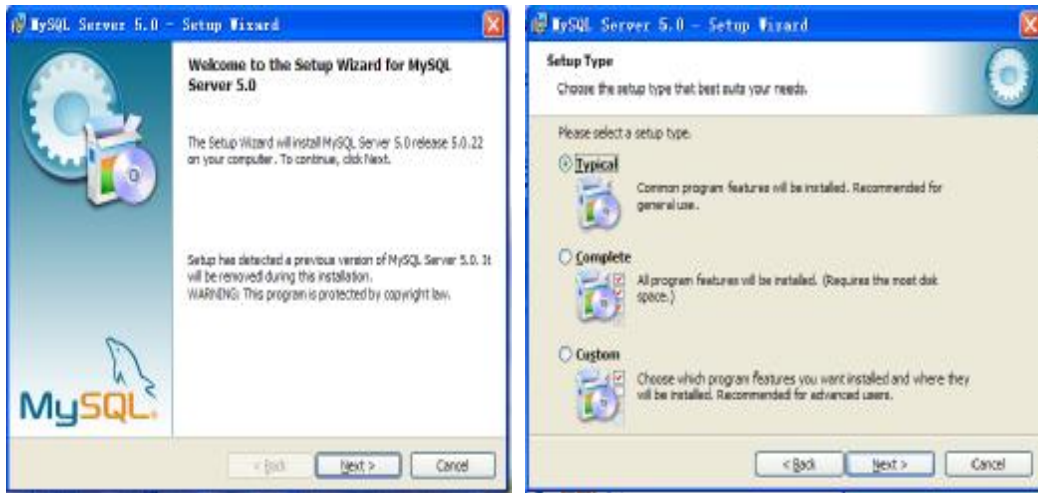 MySQL Server 5.0 - Setup Wizard
Welcome to the Setup Wizard for MySQL
Server 5.0
The Setup Wizard will install MySQL Server 5.0 release 5.0.22
on your computer. To continue, click Next.
Setup has detected a previous version of MySQL Server 5.0. It
will be removed during this installation.
WARNING: This program is protected by copyright law.
MySQL.
< Back
Next >
Cancel
MySQL Server 5.0 - Setup Wizard
Setup Type
Choose the setup type that best suits your needs.
Please select a setup type.
Typical
Common program features will be installed. Recommended for
general use.
Complete
All program features will be installed. (Requires the most disk
space.)
Custom
Choose which program features you want installed and where they
will be installed. Recommended for advanced users.
< Back
Next >
Cancel